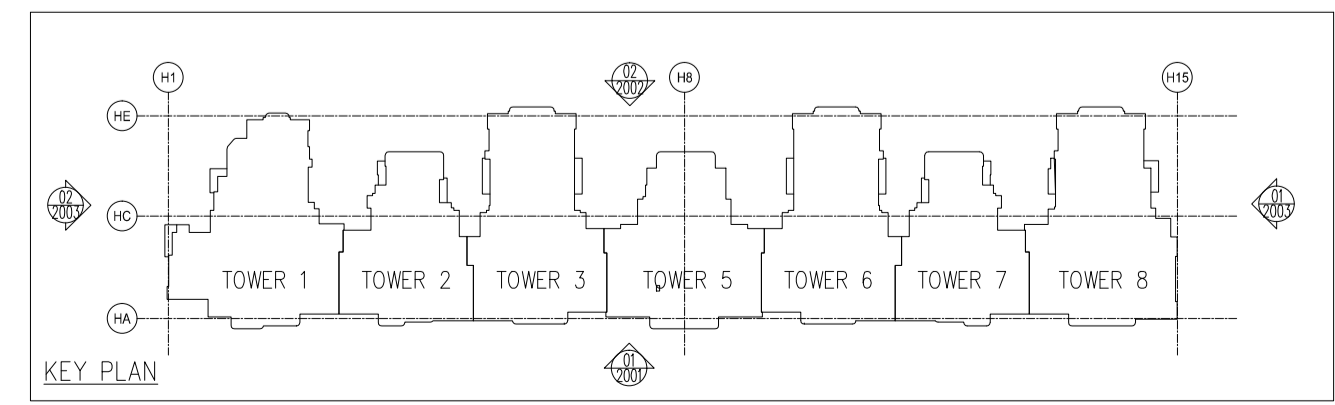 02
2002
H1
H8
H15
HE
02
2003
01
2003
HC
TOWER 1
TOWER 2
TOWER 3
TOWER 5
TOWER 6
TOWER 7
TOWER 8
HA
01
2001
KEY PLAN